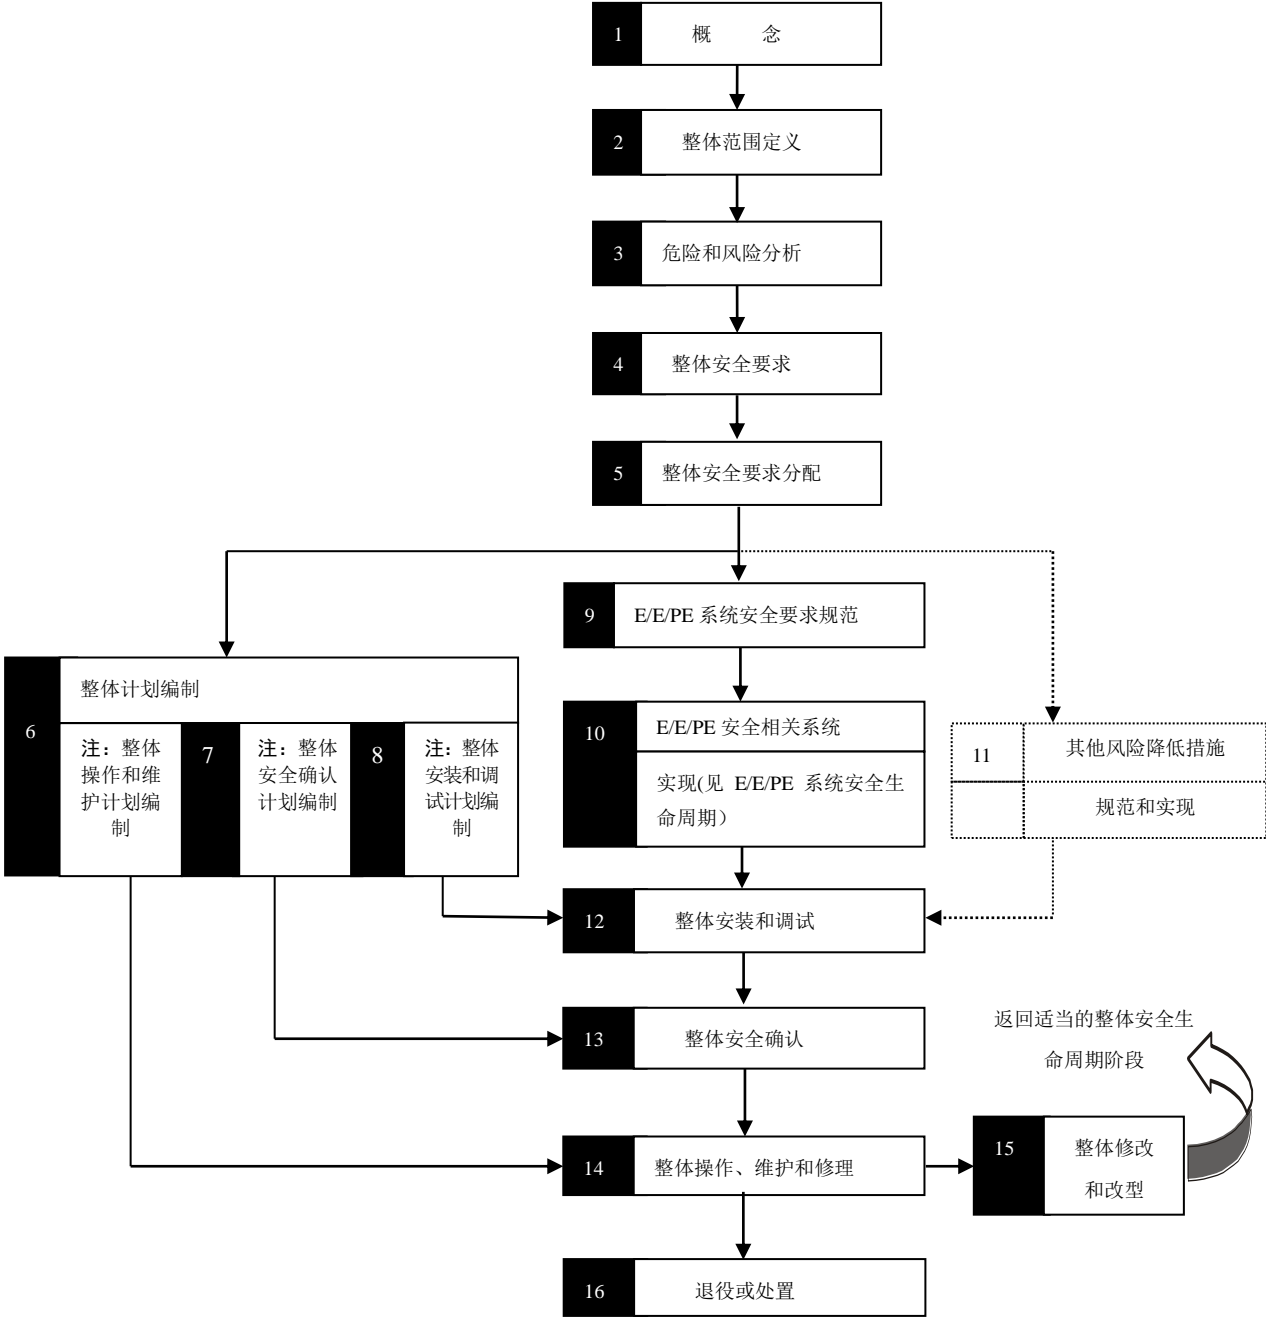 1 概 念
2 整体范围定义
3 危险和风险分析
4 整体安全要求
5 整体安全要求分配
9 E/E/PE 系统安全要求规范
6
整体计划编制
注：整体
操作和维
护计划编
制
7
注：整体
安全确认
计划编制
8
注：整体
安装和调
试计划编
制
10
E/E/PE 安全相关系统
实现(见 E/E/PE 系统安全生
命周期）
11
其他风险降低措施
规范和实现
12 整体安装和调试
13 整体安全确认
返回适当的整体安全生
命周期阶段
14 整体操作、维护和修理
15
整体修改
和改型
16 退役或处置